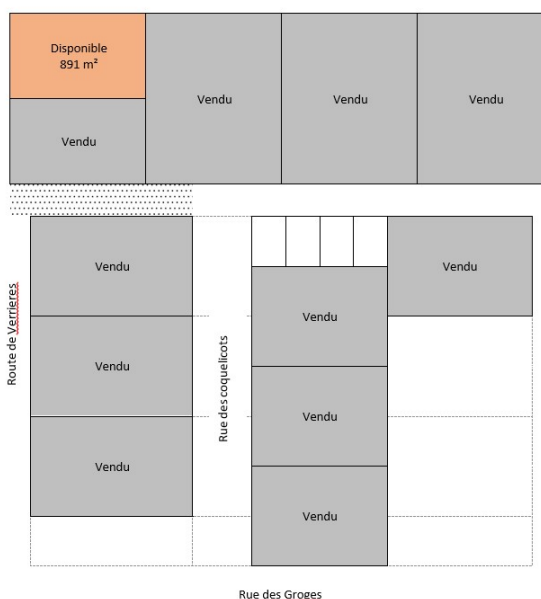 Disponible
891 m²
Vendu
Vendu
Vendu
Vendu
Vendu
Vendu
Vendu
Vendu
Vendu
Vendu
Vendu
Vendu
Route de Verrieres
Rue des coquelicots
Rue des Groges